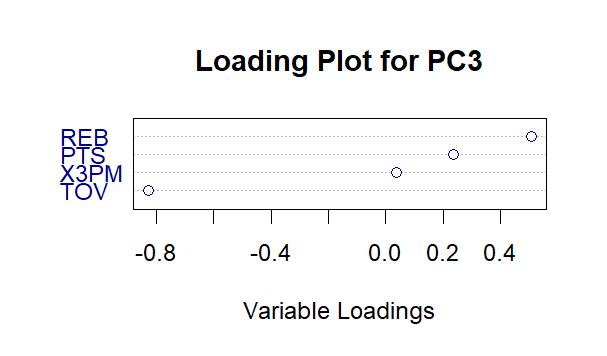 Loading Plot for PC3
REB
PTS
X3PM
TOV
-0.8 -0.4 0.0 0.2 0.4
Variable Loadings